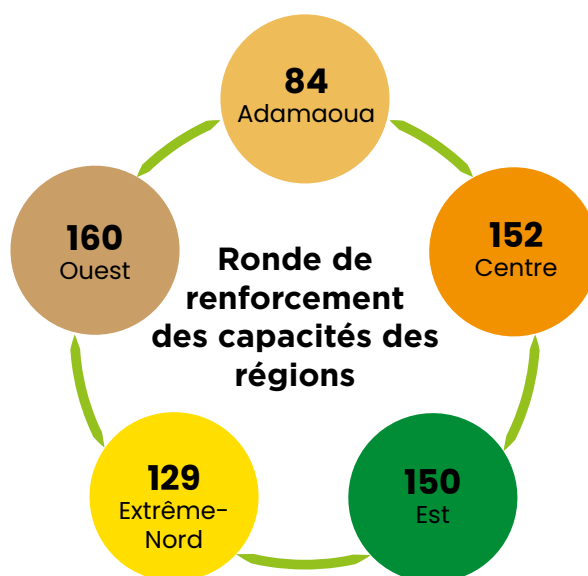 84
Adamaoua
160
Ouest
152
Centre
Ronde de
renforcement
des capacités des
régions
129
Extrême-
Nord
150
Est